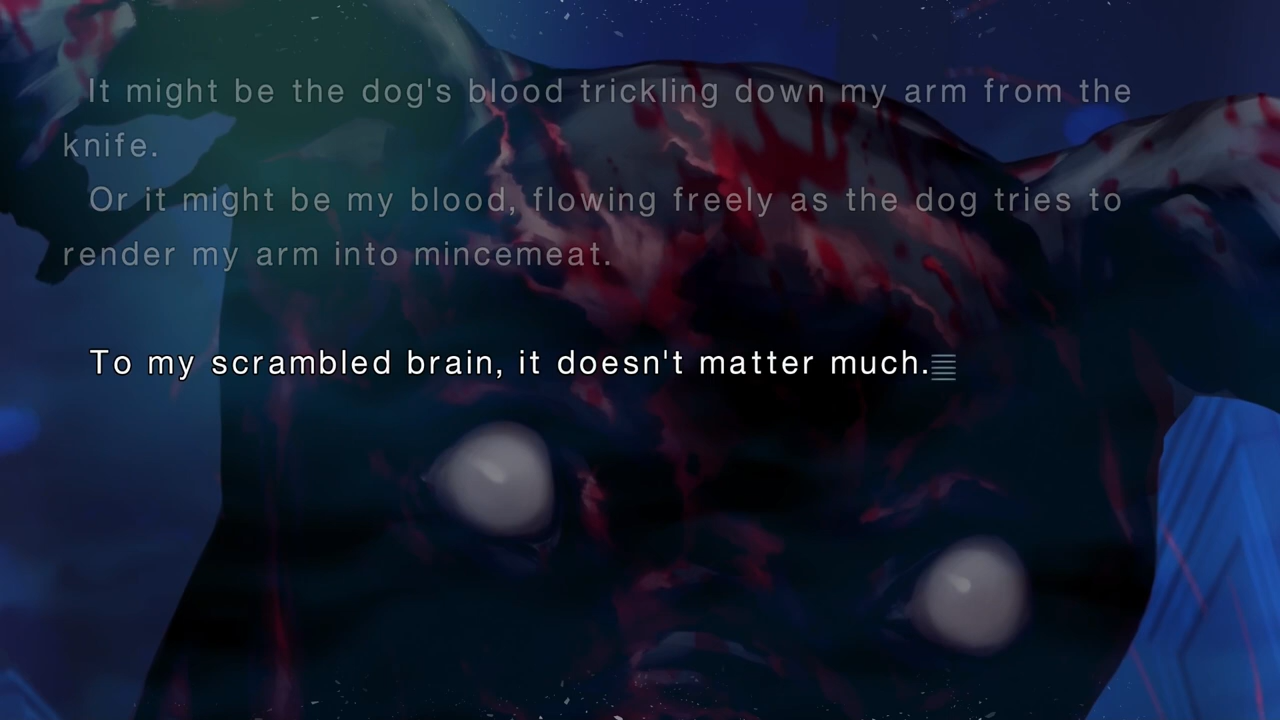 It might be the dog's blood trickling down my arm from the
knife.
Or it might be my blood, flowing freely as the dog tries to
render my arm into mincemeat.
To my scrambled brain, it doesn't matter much.